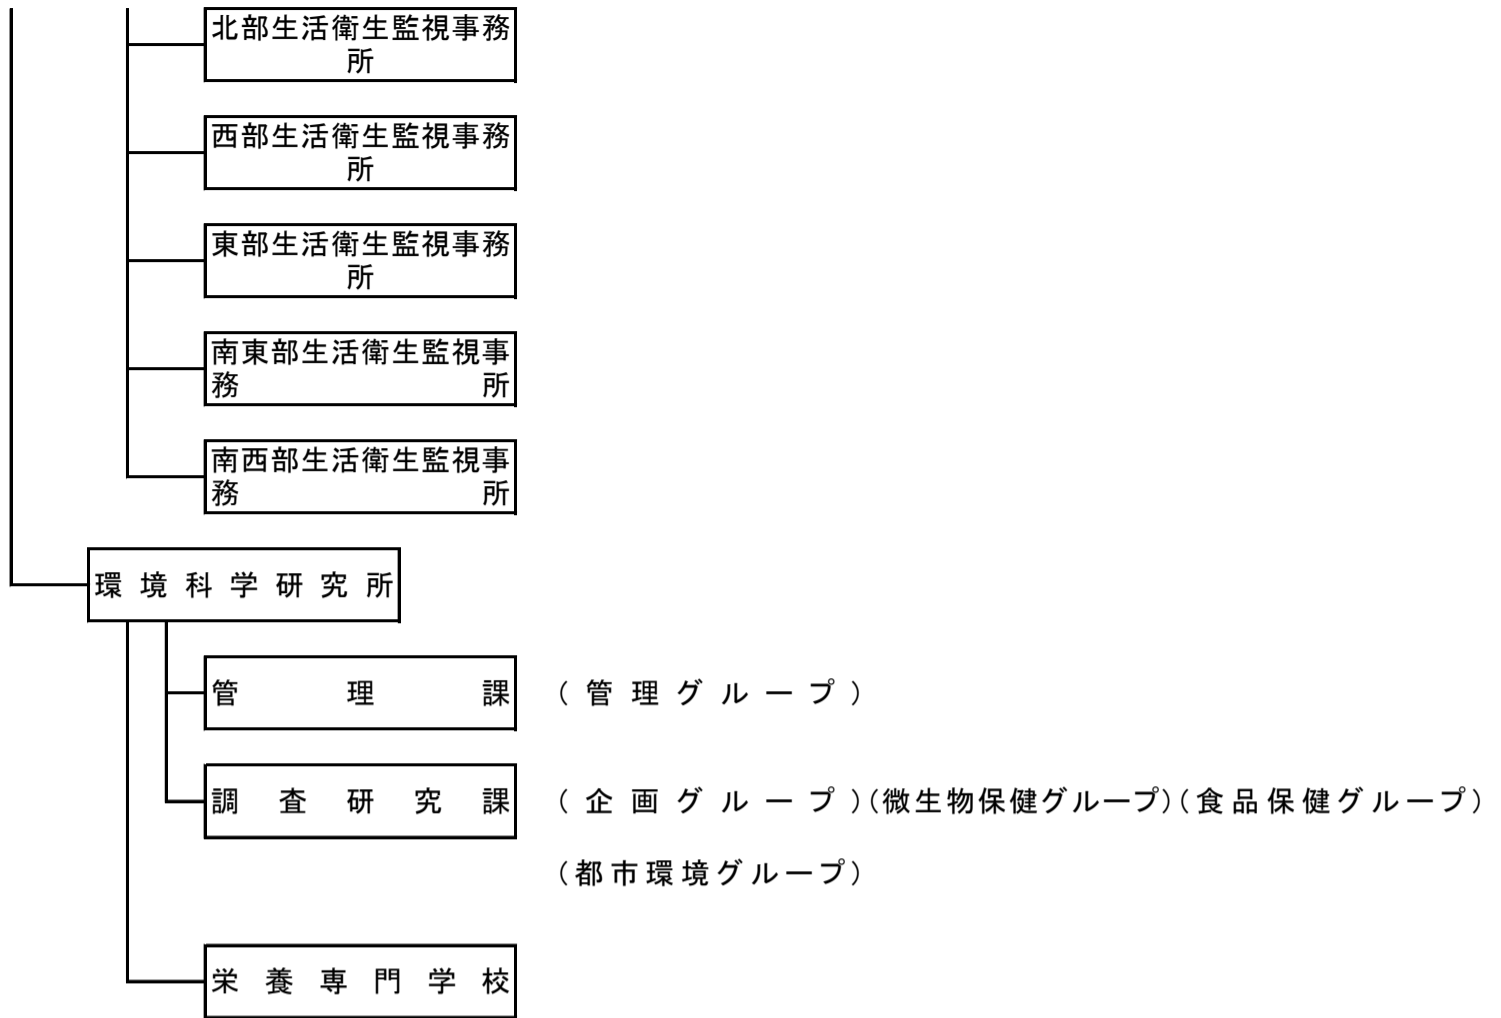 北部生活衛生監視事務
所
西部生活衛生監視事務
所
東部生活衛生監視事務
所
南東部生活衛生監視事
務所
南西部生活衛生監視事
務所
環境科学研究所
管理課 (管理グループ)
調査研究課 (企画グループ)(微生物保健グループ)(食品保健グループ)
(都市環境グループ)
栄養専門学校